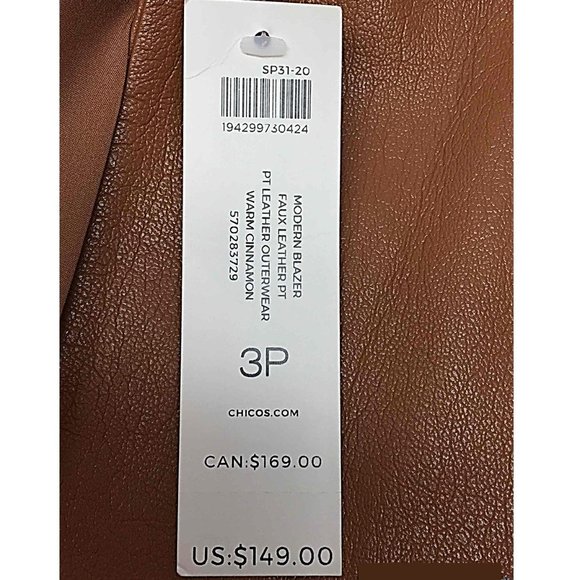 SP31-20
194299730424
MODERN BLAZER
FAUX LEATHER PT
PT LEATHER OUTERWEAR
WARM CINNAMON
570283729
3P
CHICOS.COM
CAN:$169.00
US:$149.00